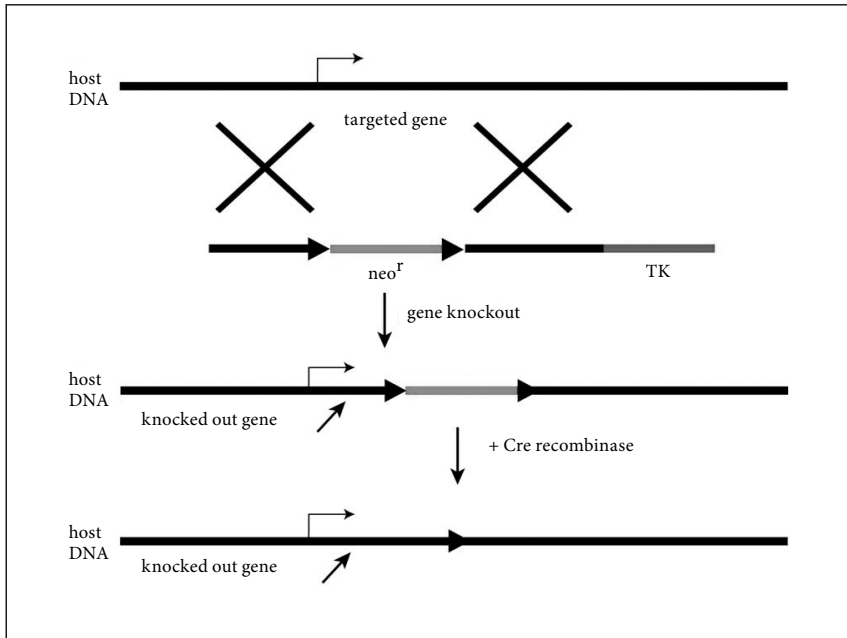 host
DNA
targeted gene
neoʳ
TK
gene knockout
host
DNA
knocked out gene
+ Cre recombinase
host
DNA
knocked out gene